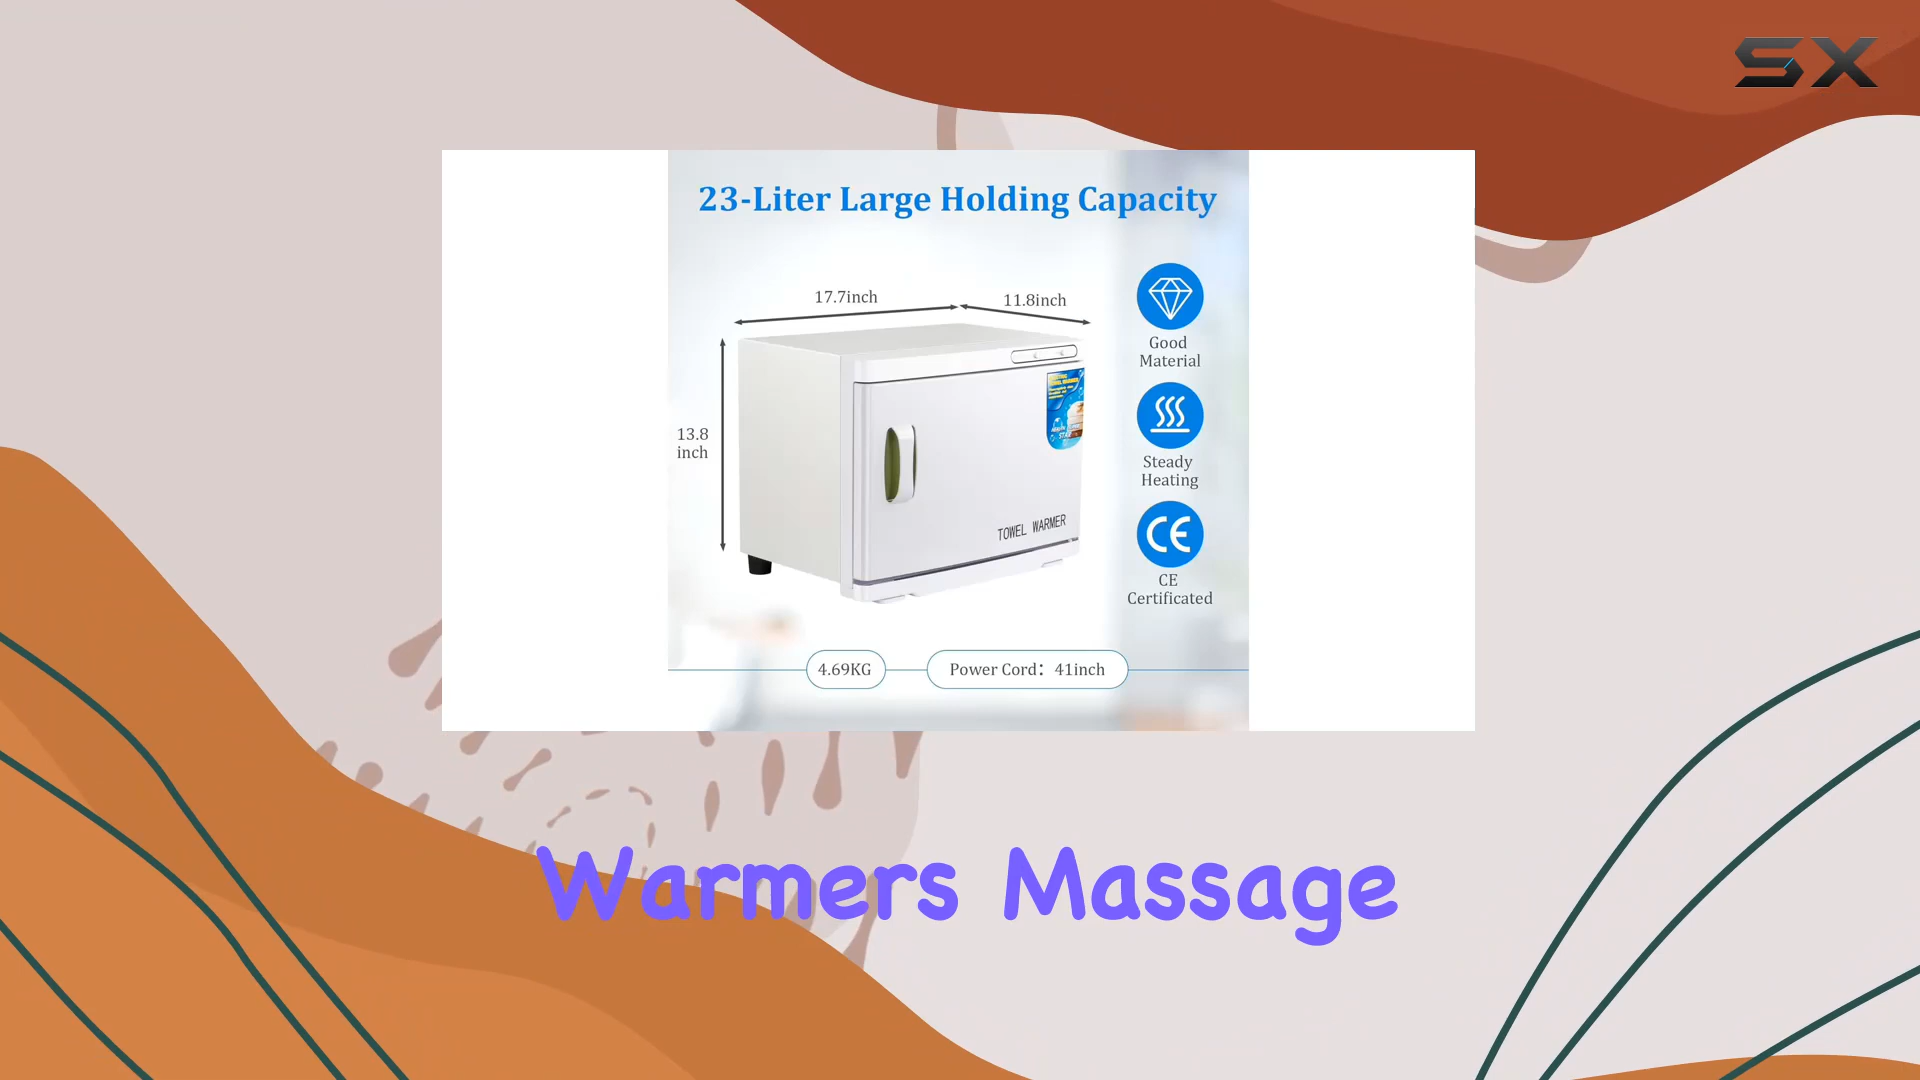 SX
23-Liter Large Holding Capacity
17.7inch
11.8inch
13.8
inch
Good
Material
Steady
Heating
CE
CE
Certificated
TOWEL WARMER
4.69KG
Power Cord: 41inch
Warmers Massage